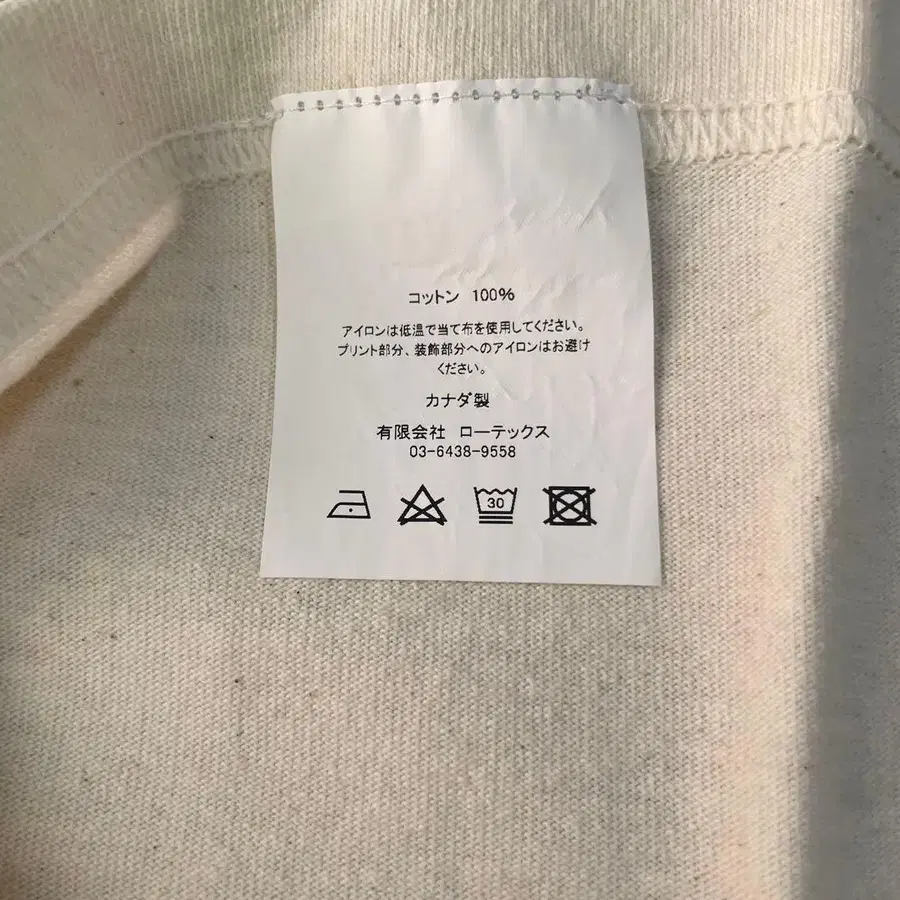 コットン 100%
アイロンは低温で当て布を使用してください。
プリント部分、装飾部分へのアイロンはお避け
ください。
カナダ製
有限会社 ローテックス
03-6438-9558
30